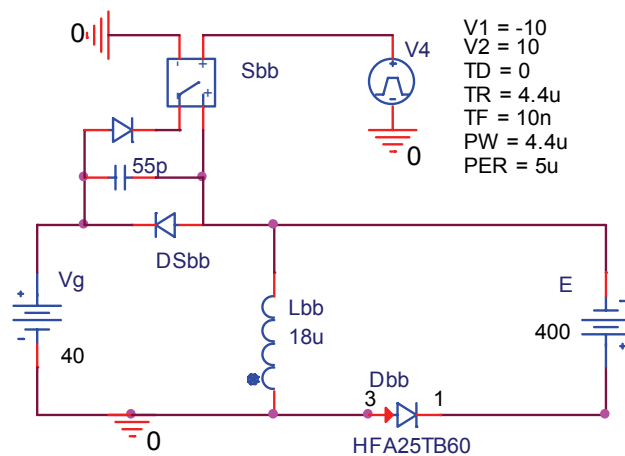 0
Sbb
V4
0
V1 = -10
V2 = 10
TD = 0
TR = 4.4u
TF = 10n
PW = 4.4u
PER = 5u
55p
DSbb
Vg
40
Lbb
18u
E
400
Dbb
3
1
HFA25TB60
0